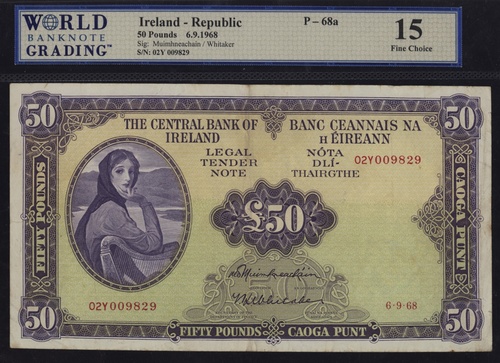 WORLD
BANKNOTE
GRADING™
Ireland - Republic
50 Pounds 6.9.1968
Sig: Muimhneachain / Whitaker
S/N: 02Y 009829
P - 68a
15
Fine Choice
50
50
THE CENTRAL BANK OF
IRELAND
BANC CEANNAIS NA
H ÉIREANN
LEGAL
TENDER
NOTE
NÓTA
DLÍ-
THAIRGTHE
02Y009829
FIFTY POUNDS
CAOGA PUNT
£50
02Y009829
6-9-68
50
FIFTY POUNDS
CAOGA PUNT
50